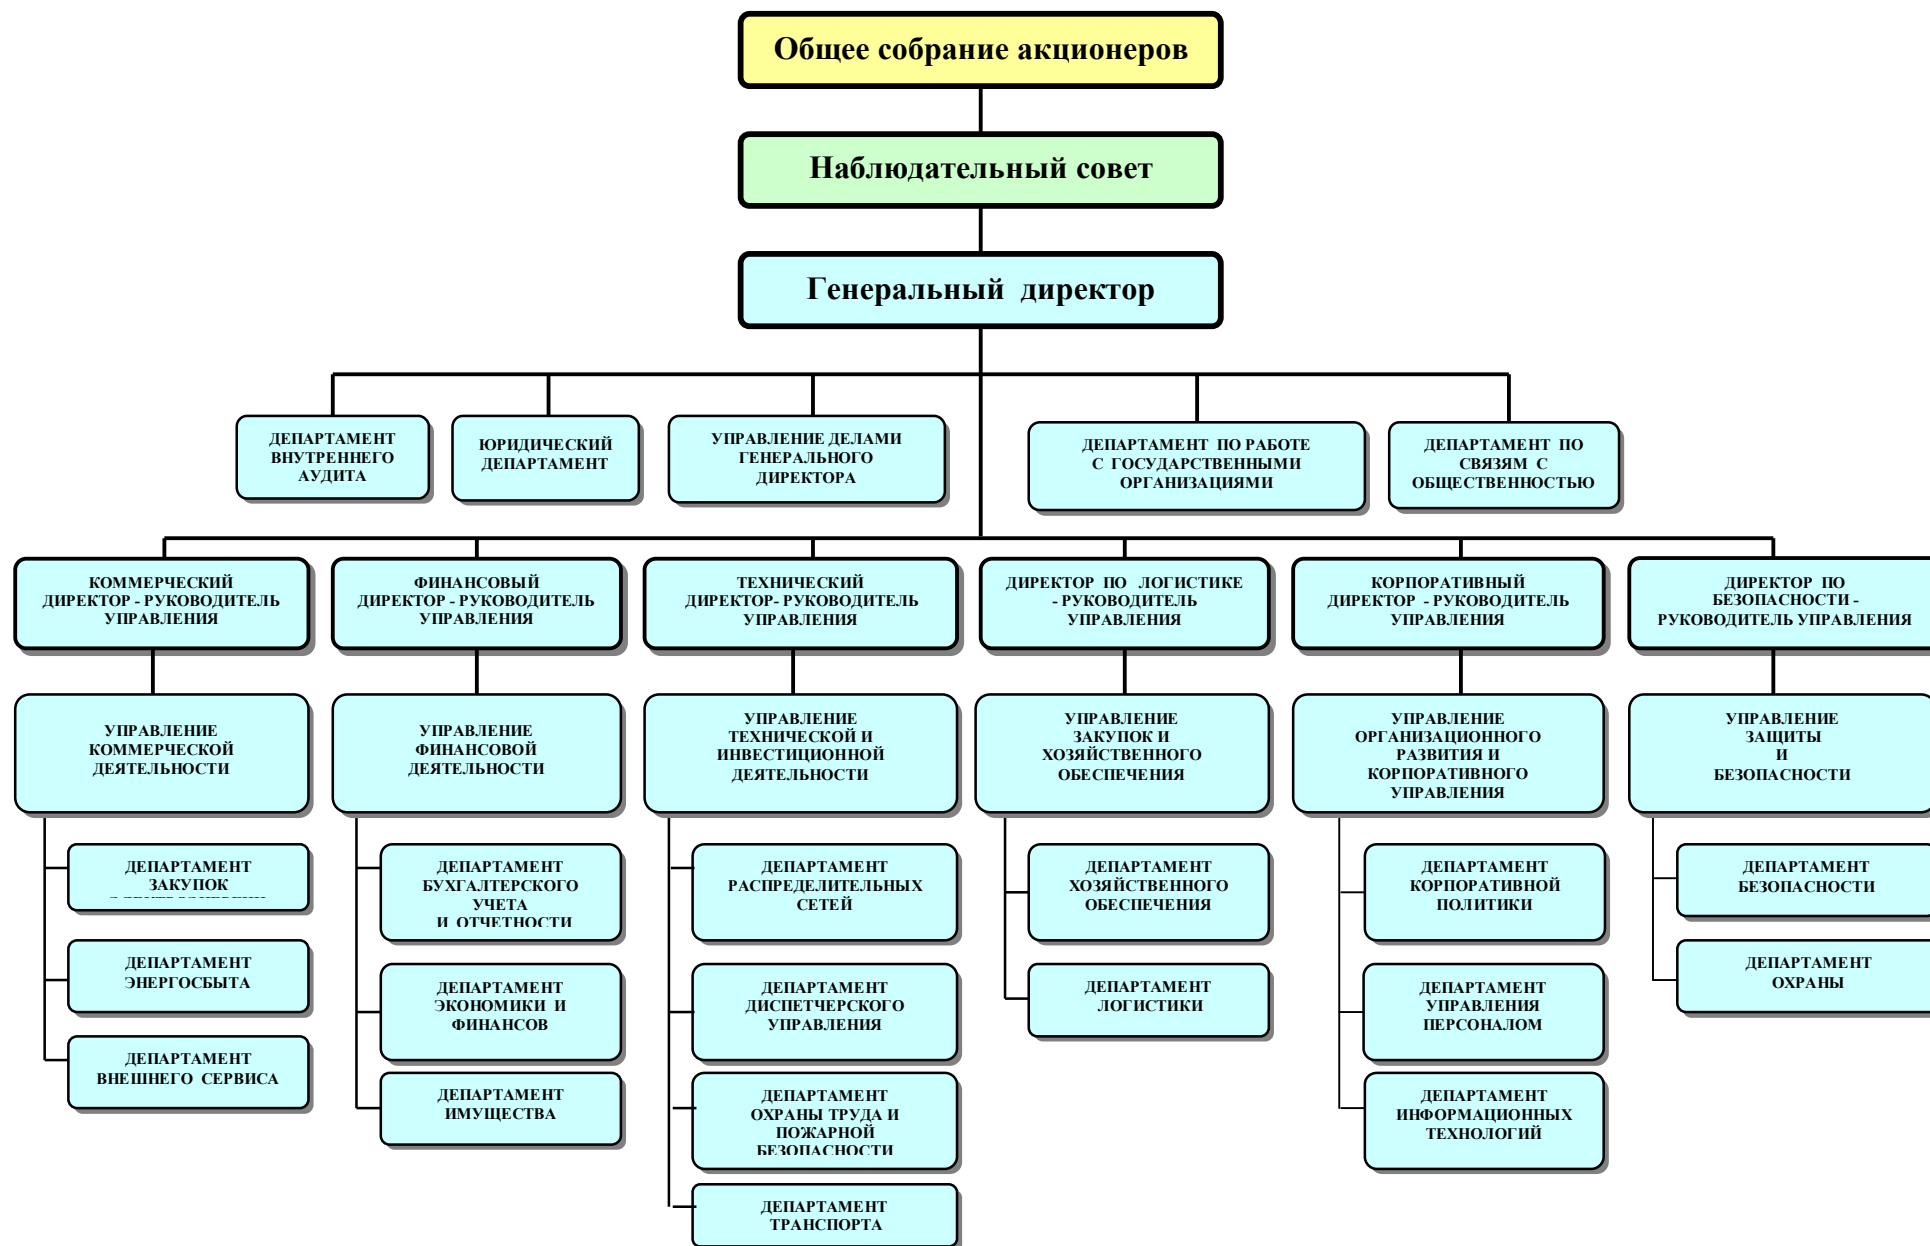 Общее собрание акционеров
Наблюдательный совет
Генеральный директор
ДЕПАРТАМЕНТ
ВНУТРЕННЕГО
АУДИТА
ЮРИДИЧЕСКИЙ
ДЕПАРТАМЕНТ
УПРАВЛЕНИЕ ДЕЛАМИ
ГЕНЕРАЛЬНОГО
ДИРЕКТОРА
ДЕПАРТАМЕНТ ПО РАБОТЕ
С ГОСУДАРСТВЕННЫМИ
ОРГАНИЗАЦИЯМИ
ДЕПАРТАМЕНТ ПО
СВЯЗЯМ С
ОБЩЕСТВЕННОСТЬЮ
КОММЕРЧЕСКИЙ
ДИРЕКТОР - РУКОВОДИТЕЛЬ
УПРАВЛЕНИЯ
ФИНАНСОВЫЙ
ДИРЕКТОР - РУКОВОДИТЕЛЬ
УПРАВЛЕНИЯ
ТЕХНИЧЕСКИЙ
ДИРЕКТОР- РУКОВОДИТЕЛЬ
УПРАВЛЕНИЯ
ДИРЕКТОР ПО ЛОГИСТИКЕ
- РУКОВОДИТЕЛЬ
УПРАВЛЕНИЯ
КОРПОРАТИВНЫЙ
ДИРЕКТОР - РУКОВОДИТЕЛЬ
УПРАВЛЕНИЯ
ДИРЕКТОР ПО
БЕЗОПАСНОСТИ -
РУКОВОДИТЕЛЬ УПРАВЛЕНИЯ
УПРАВЛЕНИЕ
КОММЕРЧЕСКОЙ
ДЕЯТЕЛЬНОСТИ
УПРАВЛЕНИЕ
ФИНАНСОВОЙ
ДЕЯТЕЛЬНОСТИ
УПРАВЛЕНИЕ
ТЕХНИЧЕСКОЙ И
ИНВЕСТИЦИОННОЙ
ДЕЯТЕЛЬНОСТИ
УПРАВЛЕНИЕ
ЗАКУПОК И
ХОЗЯЙСТВЕННОГО
ОБЕСПЕЧЕНИЯ
УПРАВЛЕНИЕ
ОРГАНИЗАЦИОННОГО
РАЗВИТИЯ И
КОРПОРАТИВНОГО
УПРАВЛЕНИЯ
УПРАВЛЕНИЕ
ЗАЩИТЫ
И
БЕЗОПАСНОСТИ
ДЕПАРТАМЕНТ
ЗАКУПОК
ДЕПАРТАМЕНТ
ЭНЕРГОСБЫТА
ДЕПАРТАМЕНТ
ВНЕШНЕГО СЕРВИСА
ДЕПАРТАМЕНТ
БУХГАЛТЕРСКОГО
УЧЕТА
И ОТЧЕТНОСТИ
ДЕПАРТАМЕНТ
ЭКОНОМИКИ И
ФИНАНСОВ
ДЕПАРТАМЕНТ
ИМУЩЕСТВА
ДЕПАРТАМЕНТ
РАСПРЕДЕЛИТЕЛЬНЫХ
СЕТЕЙ
ДЕПАРТАМЕНТ
ДИСПЕТЧЕРСКОГО
УПРАВЛЕНИЯ
ДЕПАРТАМЕНТ
ОХРАНЫ ТРУДА И
ПОЖАРНОЙ
БЕЗОПАСНОСТИ
ДЕПАРТАМЕНТ
ТРАНСПОРТА
ДЕПАРТАМЕНТ
ХОЗЯЙСТВЕННОГО
ОБЕСПЕЧЕНИЯ
ДЕПАРТАМЕНТ
ЛОГИСТИКИ
ДЕПАРТАМЕНТ
КОРПОРАТИВНОЙ
ПОЛИТИКИ
ДЕПАРТАМЕНТ
УПРАВЛЕНИЯ
ПЕРСОНАЛОМ
ДЕПАРТАМЕНТ
ИНФОРМАЦИОННЫХ
ТЕХНОЛОГИЙ
ДЕПАРТАМЕНТ
БЕЗОПАСНОСТИ
ДЕПАРТАМЕНТ
ОХРАНЫ